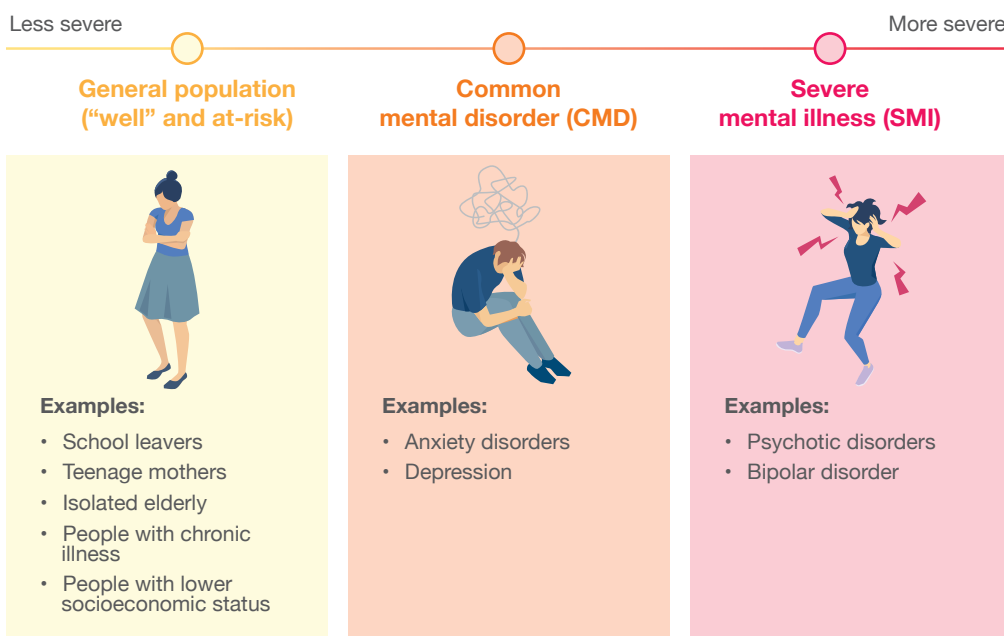 Less severe
More severe
General population
(“well” and at-risk)
Common
mental disorder (CMD)
Severe
mental illness (SMI)
Examples:
• School leavers
• Teenage mothers
• Isolated elderly
• People with chronic
illness
• People with lower
socioeconomic status
Examples:
• Anxiety disorders
• Depression
Examples:
• Psychotic disorders
• Bipolar disorder